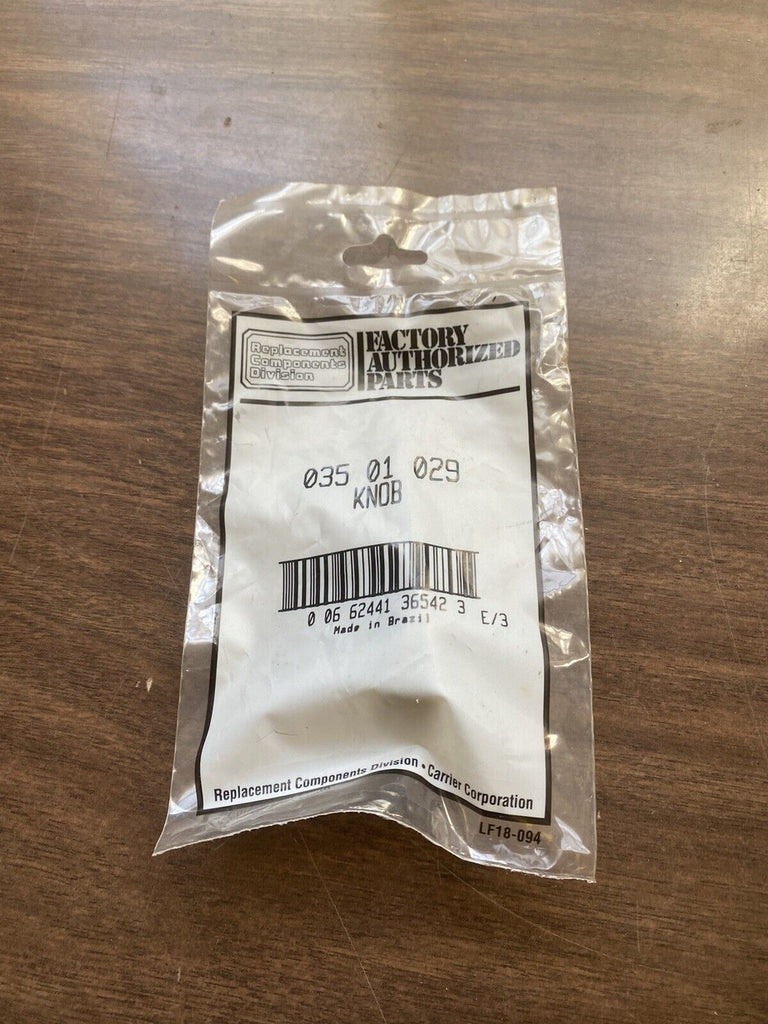 Replacement
Components
Division
FACTORY
AUTHORIZED
PARTS
035 01 029
KNOB
0 06 62441 36542 3 E/3
Made in Brazil
Replacement Components Division • Carrier Corporation
LF18-094